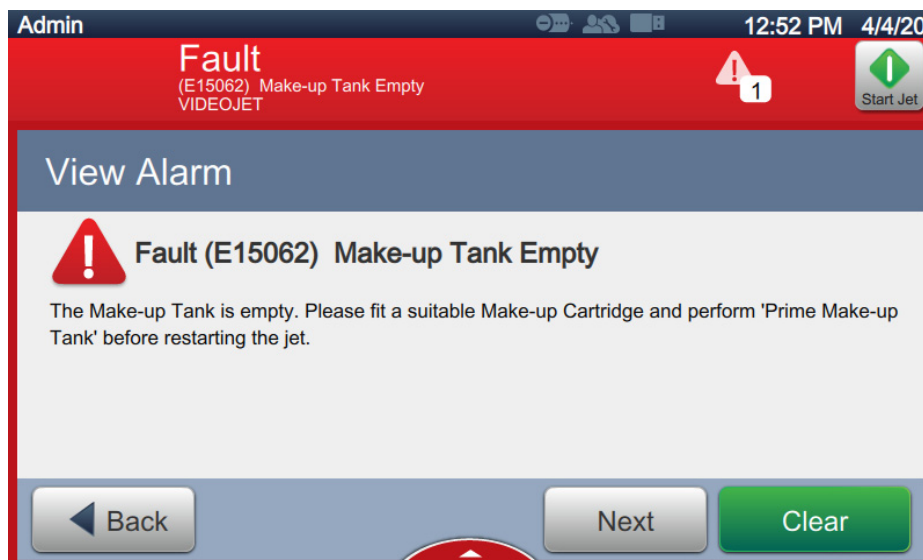 Admin
12:52 PM 4/4/20
Fault
(E15062) Make-up Tank Empty
VIDEOJET
1
Start Jet
View Alarm
Fault (E15062) Make-up Tank Empty
The Make-up Tank is empty. Please fit a suitable Make-up Cartridge and perform 'Prime Make-up
Tank' before restarting the jet.
Back
Next
Clear